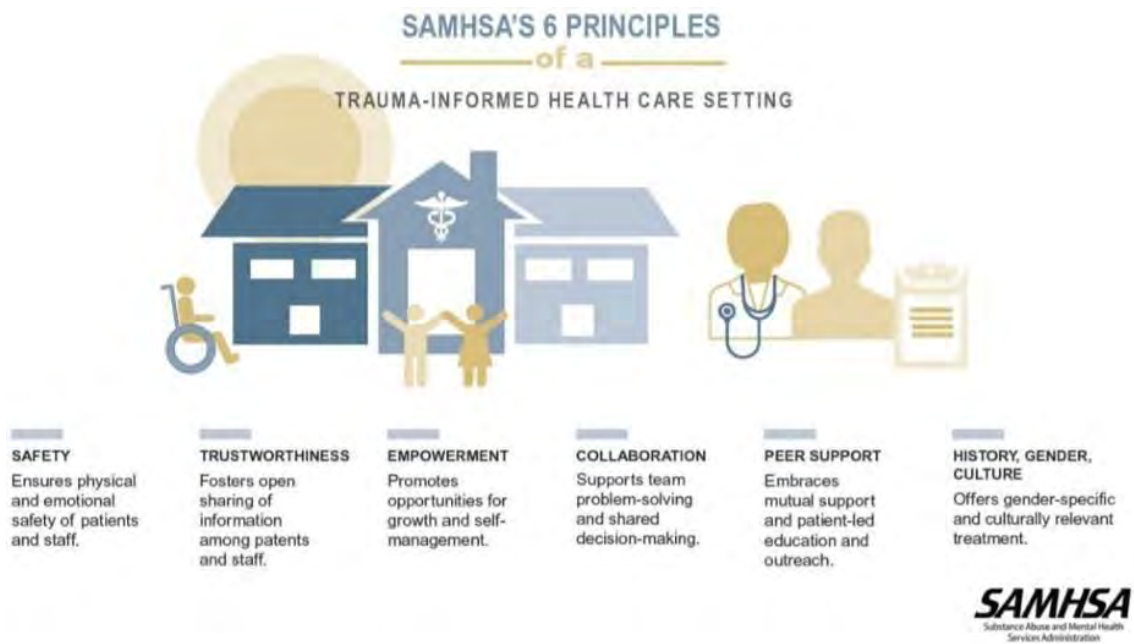 SAMHSA'S 6 PRINCIPLES
of a
TRAUMA-INFORMED HEALTH CARE SETTING
SAFETY
Ensures physical
and emotional
safety of patients
and staff.
TRUSTWORTHINESS
Fosters open
sharing of
information
among patents
and staff.
EMPOWERMENT
Promotes
opportunities for
growth and self-
management.
COLLABORATION
Supports team
problem-solving
and shared
decision-making.
PEER SUPPORT
Embraces
mutual support
and patient-led
education and
outreach.
HISTORY, GENDER,
CULTURE
Offers gender-specific
and culturally relevant
treatment.
SAMHSA
Substance Abuse and Mental Health
Services Administration